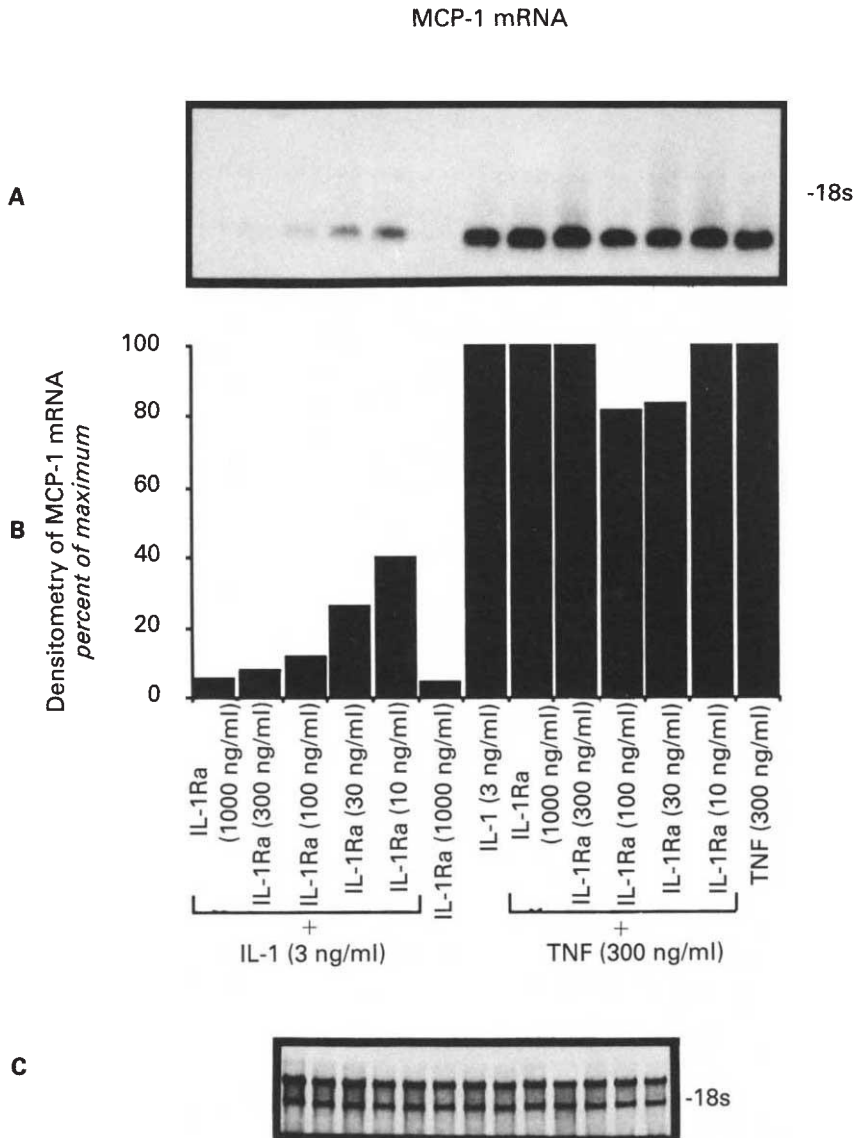 MCP-1 mRNA
A
-18s
B
Densitometry of MCP-1 mRNA
percent of maximum
100
80
60
40
20
0
IL-1Ra
(1000 ng/ml)
IL-1Ra (300 ng/ml)
IL-1Ra (100 ng/ml)
IL-1Ra (30 ng/ml)
IL-1Ra (10 ng/ml)
IL-1Ra (1000 ng/ml)
IL-1 (3 ng/ml)
IL-1Ra
(1000 ng/ml)
IL-1Ra (300 ng/ml)
IL-1Ra (100 ng/ml)
IL-1Ra (30 ng/ml)
IL-1Ra (10 ng/ml)
TNF (300 ng/ml)
+
IL-1 (3 ng/ml)
+
TNF (300 ng/ml)
C
-18s